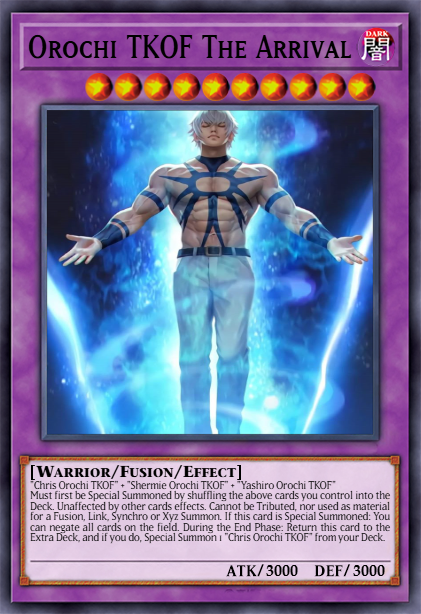 Orochi TKOF The Arrival
DARK
闇
[Warrior/Fusion/Effect]
"Chris Orochi TKOF" + "Shermie Orochi TKOF" + "Yashiro Orochi TKOF"
Must first be Special Summoned by shuffling the above cards you control into the
Deck. Unaffected by other cards effects. Cannot be Tributed, nor used as material
for a Fusion, Link, Synchro or Xyz Summon. If this card is Special Summoned: You
can negate all cards on the field. During the End Phase: Return this card to the
Extra Deck, and if you do, Special Summon 1 "Chris Orochi TKOF" from your Deck.
ATK/3000 DEF/3000